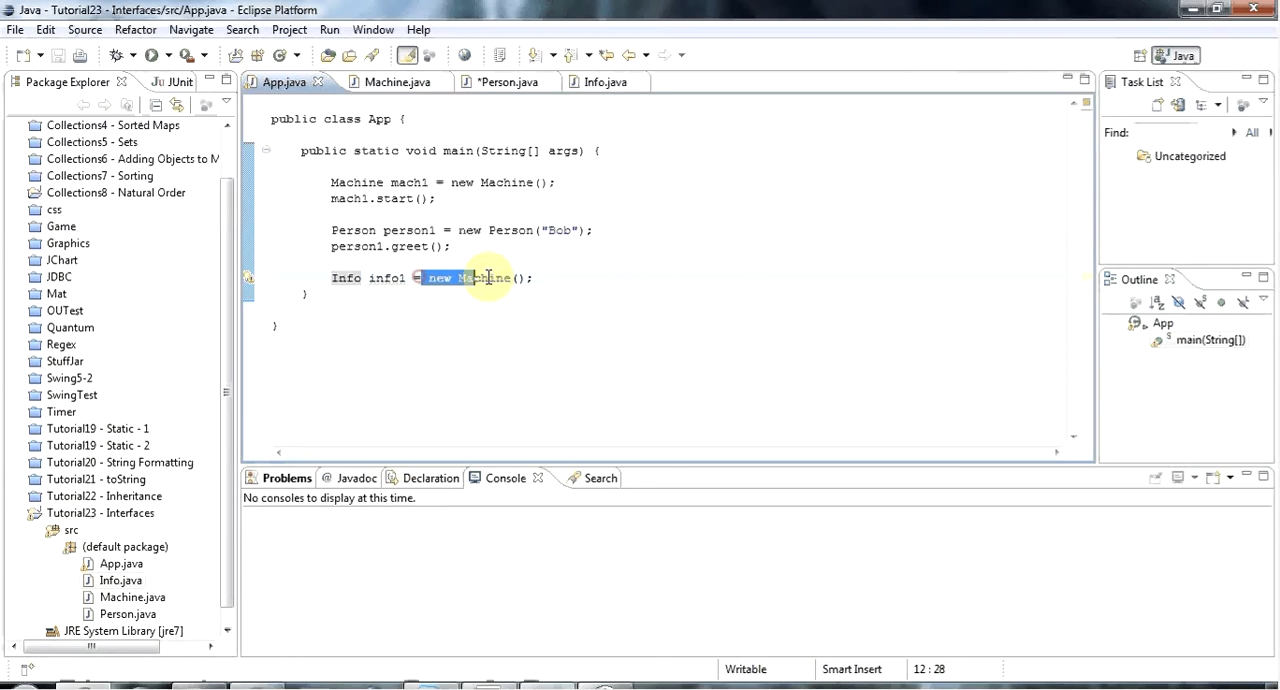 Java - Tutorial23 - Interfaces/src/App.java - Eclipse Platform
File Edit Source Refactor Navigate Search Project Run Window Help
Java
Package Explorer JUnit
Collections4 - Sorted Maps
Collections5 - Sets
Collections6 - Adding Objects to M
Collections7 - Sorting
Collections8 - Natural Order
css
Game
Graphics
JChart
JDBC
Mat
OUTest
Quantum
Regex
StuffJar
Swing5-2
SwingTest
Timer
Tutorial19 - Static - 1
Tutorial19 - Static - 2
Tutorial20 - String Formatting
Tutorial21 - toString
Tutorial22 - Inheritance
Tutorial23 - Interfaces
src
(default package)
App.java
Info.java
Machine.java
Person.java
JRE System Library [jre7]
App.java Machine.java *Person.java Info.java
public class App {
public static void main(String[] args) {
Machine mach1 = new Machine();
mach1.start();
Person person1 = new Person("Bob");
person1.greet();
Info info1 = new Machine();
}
}
Task List
Find: All
Uncategorized
Outline
App
main(String[])
Problems @ Javadoc Declaration Console Search
No consoles to display at this time.
Writable Smart Insert 12 : 28